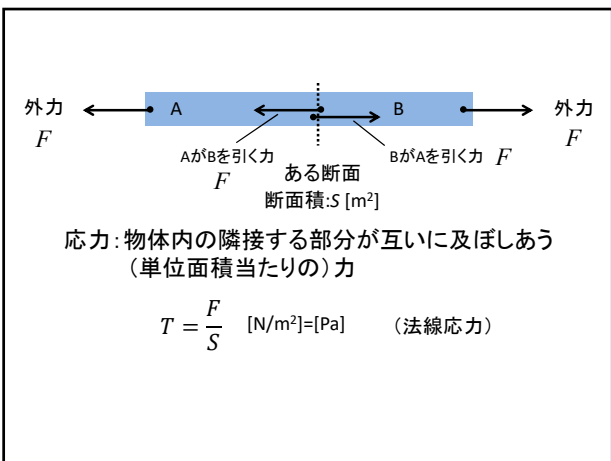 外力 A B 外力
F F
AがBを引く力 BがAを引く力 F
F
ある断面
断面積:S [m²]
応力:物体内の隣接する部分が互いに及ぼしあう
(単位面積当たりの)力
T = F/S [N/m²]=[Pa] (法線応力)